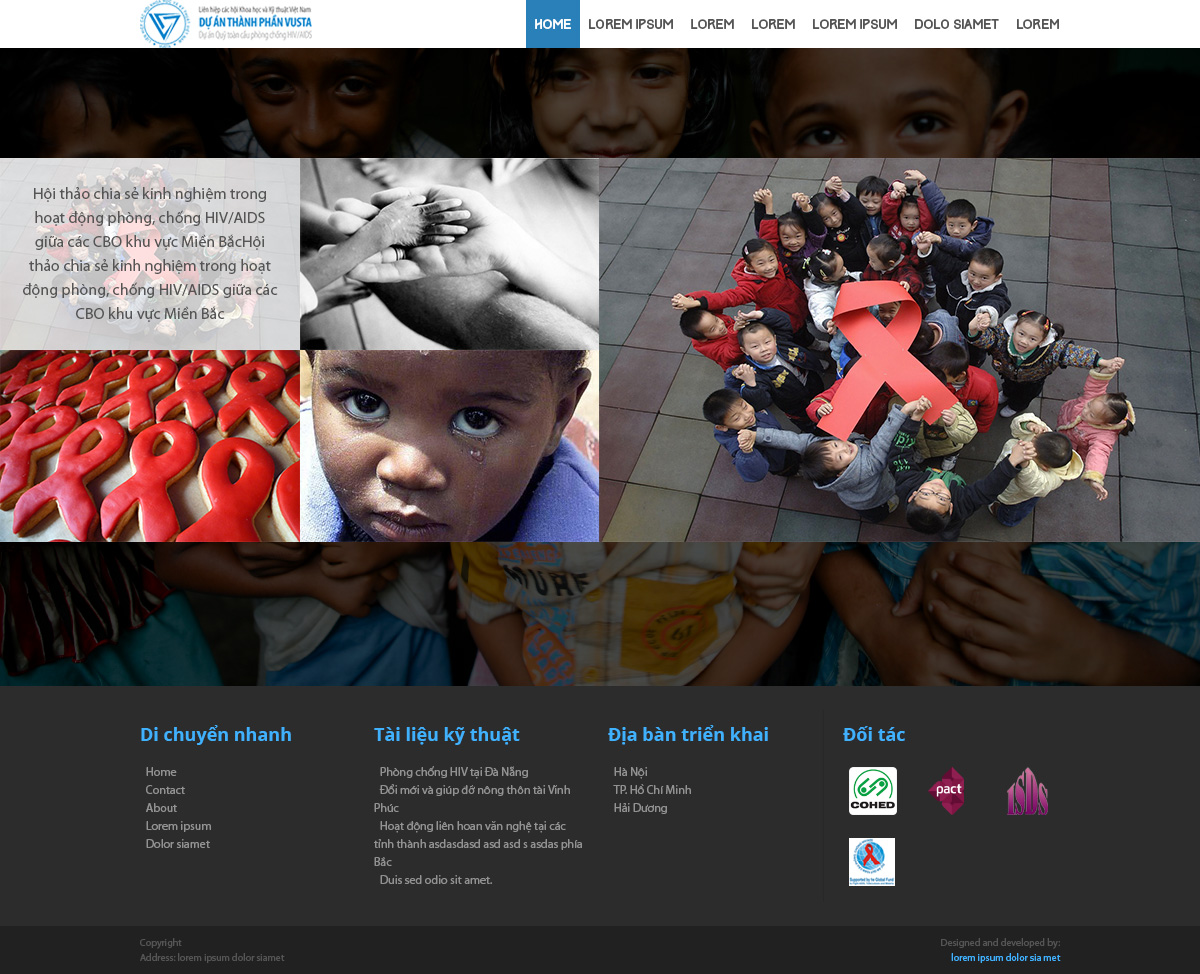 Liên hiệp các hội Khoa học và Kỹ thuật Việt Nam
DỰ ÁN THÀNH PHẦN VUSTA
Dự án Quỹ toàn cầu phòng chống HIV/AIDS
HOME LOREM IPSUM LOREM LOREM LOREM IPSUM DOLO SIAMET LOREM
Hội thảo chia sẻ kinh nghiệm trong
hoạt động phòng, chống HIV/AIDS
giữa các CBO khu vực Miền BắcHội
thảo chia sẻ kinh nghiệm trong hoạt
động phòng, chống HIV/AIDS giữa các
CBO khu vực Miền Bắc
Di chuyển nhanh
Home
Contact
About
Lorem ipsum
Dolor siamet
Tài liệu kỹ thuật
Phòng chống HIV tại Đà Nẵng
Đổi mới và giúp đỡ nông thôn tài Vính
Phúc
Hoạt động liên hoan văn nghệ tại các
tỉnh thành asdasdasd asd asd s asdas phía
Bắc
Duis sed odio sit amet.
Địa bàn triển khai
Hà Nội
TP. Hồ Chí Minh
Hải Dương
Đối tác
COHED
pact
Supported by he Global Fund
Copyright
Address: lorem ipsum dolor siamet
Designed and developed by:
lorem ipsum dolor sia met